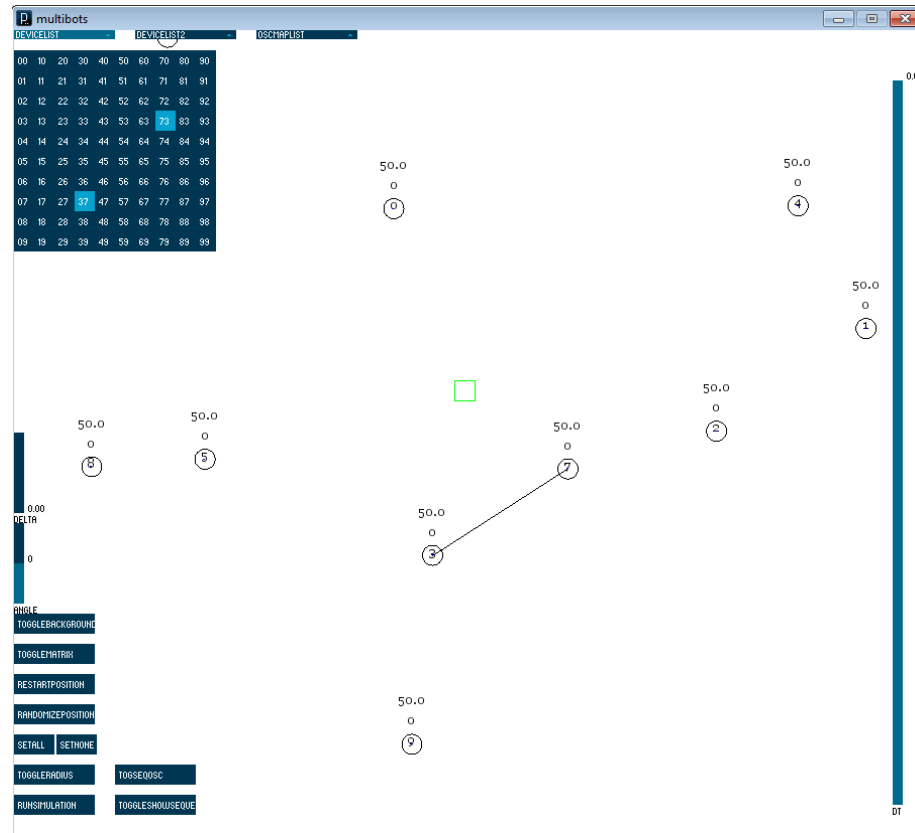 multibots
DEVICELIST - DEVICELIST2 - OSCMAPLIST -
00 10 20 30 40 50 60 70 80 90
01 11 21 31 41 51 61 71 81 91
02 12 22 32 42 52 62 72 82 92
03 13 23 33 43 53 63 73 83 93
04 14 24 34 44 54 64 74 84 94
05 15 25 35 45 55 65 75 85 95
06 16 26 36 46 56 66 76 86 96
07 17 27 37 47 57 67 77 87 97
08 18 28 38 48 58 68 78 88 98
09 19 29 39 49 59 69 79 89 99
0.0
50.0
0
0
50.0
0
4
50.0
0
1
50.0
0
2
50.0
0
7
50.0
0
5
50.0
0
8
50.0
0
3
50.0
0
9
0.00
DELTA
0
ANGLE
TOGGLEBACKGROUND
TOGGLEMATRIX
RESTARTPOSITION
RANDOMIZEPOSITION
SETALL SETNONE
TOGGLERADIUS TOGSEQOSC
RUNSIMULATION TOGGLESHOWSEQUE
DT